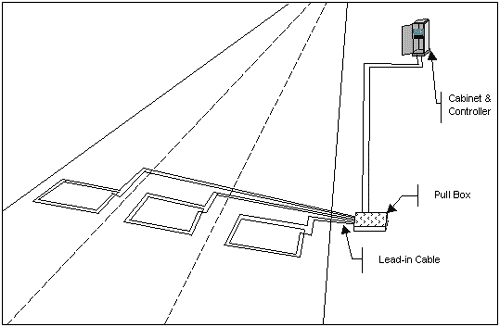 Cabinet &
Controller
Pull Box
Lead-in Cable